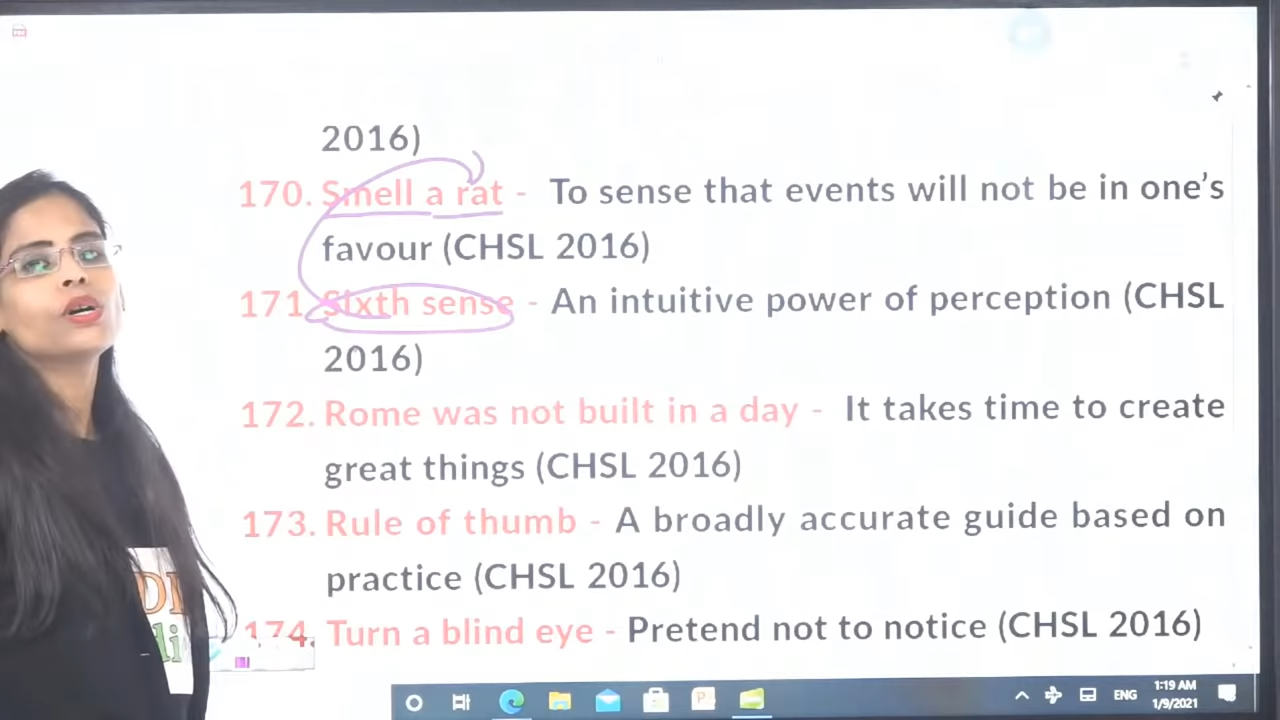 2016)
170. Smell a rat - To sense that events will not be in one's
favour (CHSL 2016)
171. Sixth sense - An intuitive power of perception (CHSL
2016)
172. Rome was not built in a day - It takes time to create
great things (CHSL 2016)
173. Rule of thumb - A broadly accurate guide based on
practice (CHSL 2016)
174. Turn a blind eye - Pretend not to notice (CHSL 2016)
ENG
1:19 AM
1/9/2021